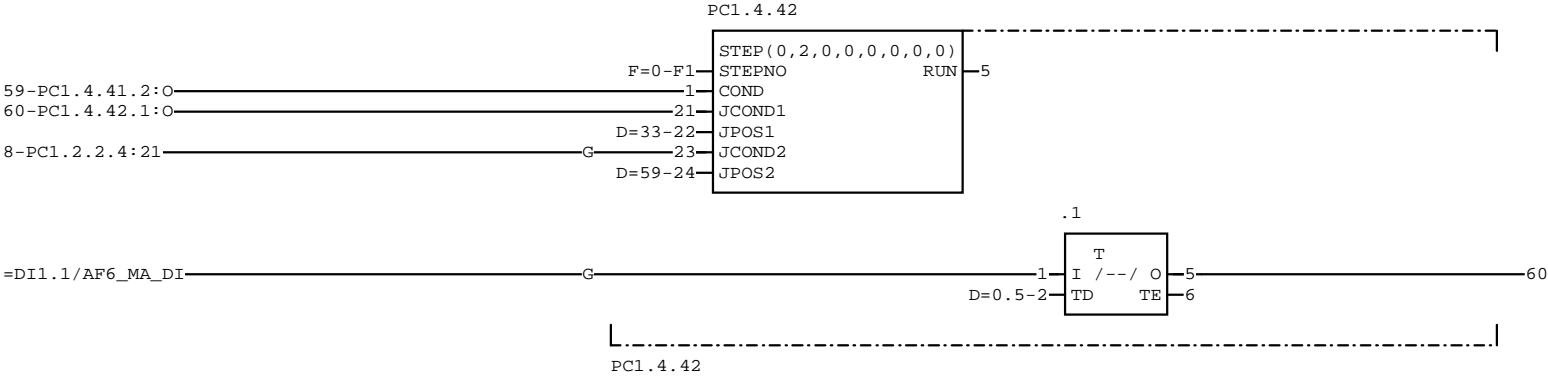 PC1.4.42
STEP(0,2,0,0,0,0,0,0)
F=0-F1 STEPNO RUN 5
59-PC1.4.41.2:O 1 COND
60-PC1.4.42.1:O 21 JCOND1
D=33-22 JPOS1
8-PC1.2.2.4:21 G 23 JCOND2
D=59-24 JPOS2
.1
T
=DI1.1/AF6_MA_DI G 1 I /--/ O 5 60
D=0.5-2 TD TE 6
PC1.4.42